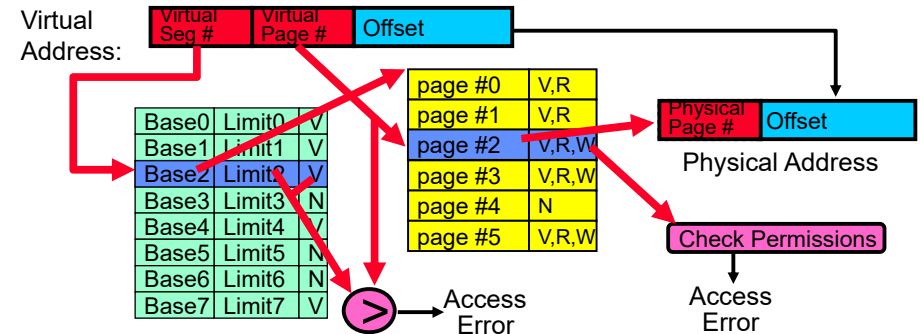 Virtual
Address:
Virtual
Seg #
Virtual
Page #
Offset
page #0 V,R
page #1 V,R
page #2 V,R,W
page #3 V,R,W
page #4 N
page #5 V,R,W
Base0 Limit0 V
Base1 Limit1 V
Base2 Limit2 V
Base3 Limit3 N
Base4 Limit4 V
Base5 Limit5 N
Base6 Limit6 N
Base7 Limit7 V
Physical
Page #
Offset
Physical Address
Check Permissions
Access
Error
>
Access
Error